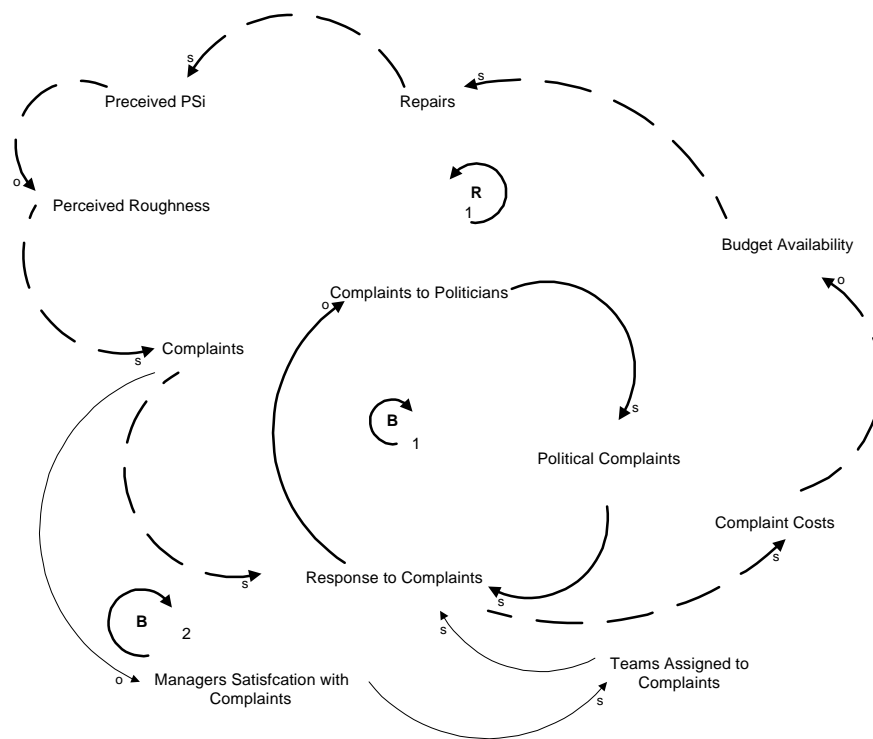 s
s
Preceived PSi
Repairs
o
Perceived Roughness
R
1
Budget Availability
o
Complaints to Politicians
o
Complaints
s
s
B
1
Political Complaints
Complaint Costs
s
Response to Complaints
s
s
s
B
2
Teams Assigned to
Complaints
o
Managers Satisfcation with
Complaints
s